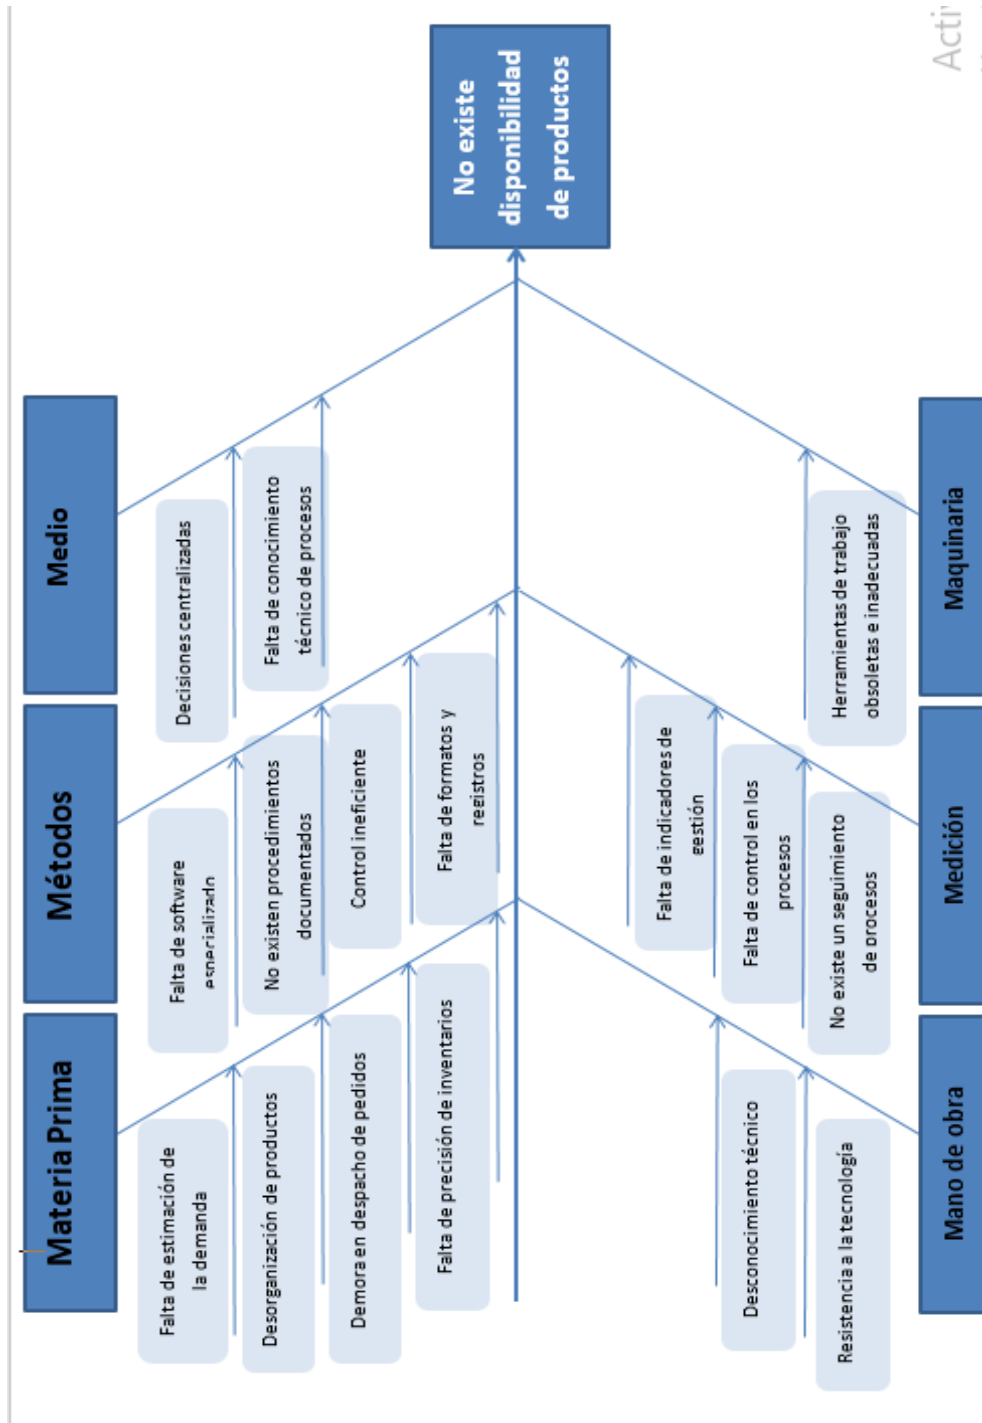 Materia Prima
Métodos
Medio
Falta de estimación de
la demanda
Desorganización de productos
Demora en despacho de pedidos
Falta de precisión de inventarios
Falta de software
especializado
No existen procedimientos
documentados
Control ineficiente
Falta de formatos y
registros
Decisiones centralizadas
Falta de conocimiento
técnico de procesos
No existe
disponibilidad
de productos
Desconocimiento técnico
Resistencia a la tecnología
Falta de indicadores de
gestión
Falta de control en los
procesos
No existe un seguimiento
de procesos
Herramientas de trabajo
obsoletas e inadecuadas
Mano de obra
Medición
Maquinaria